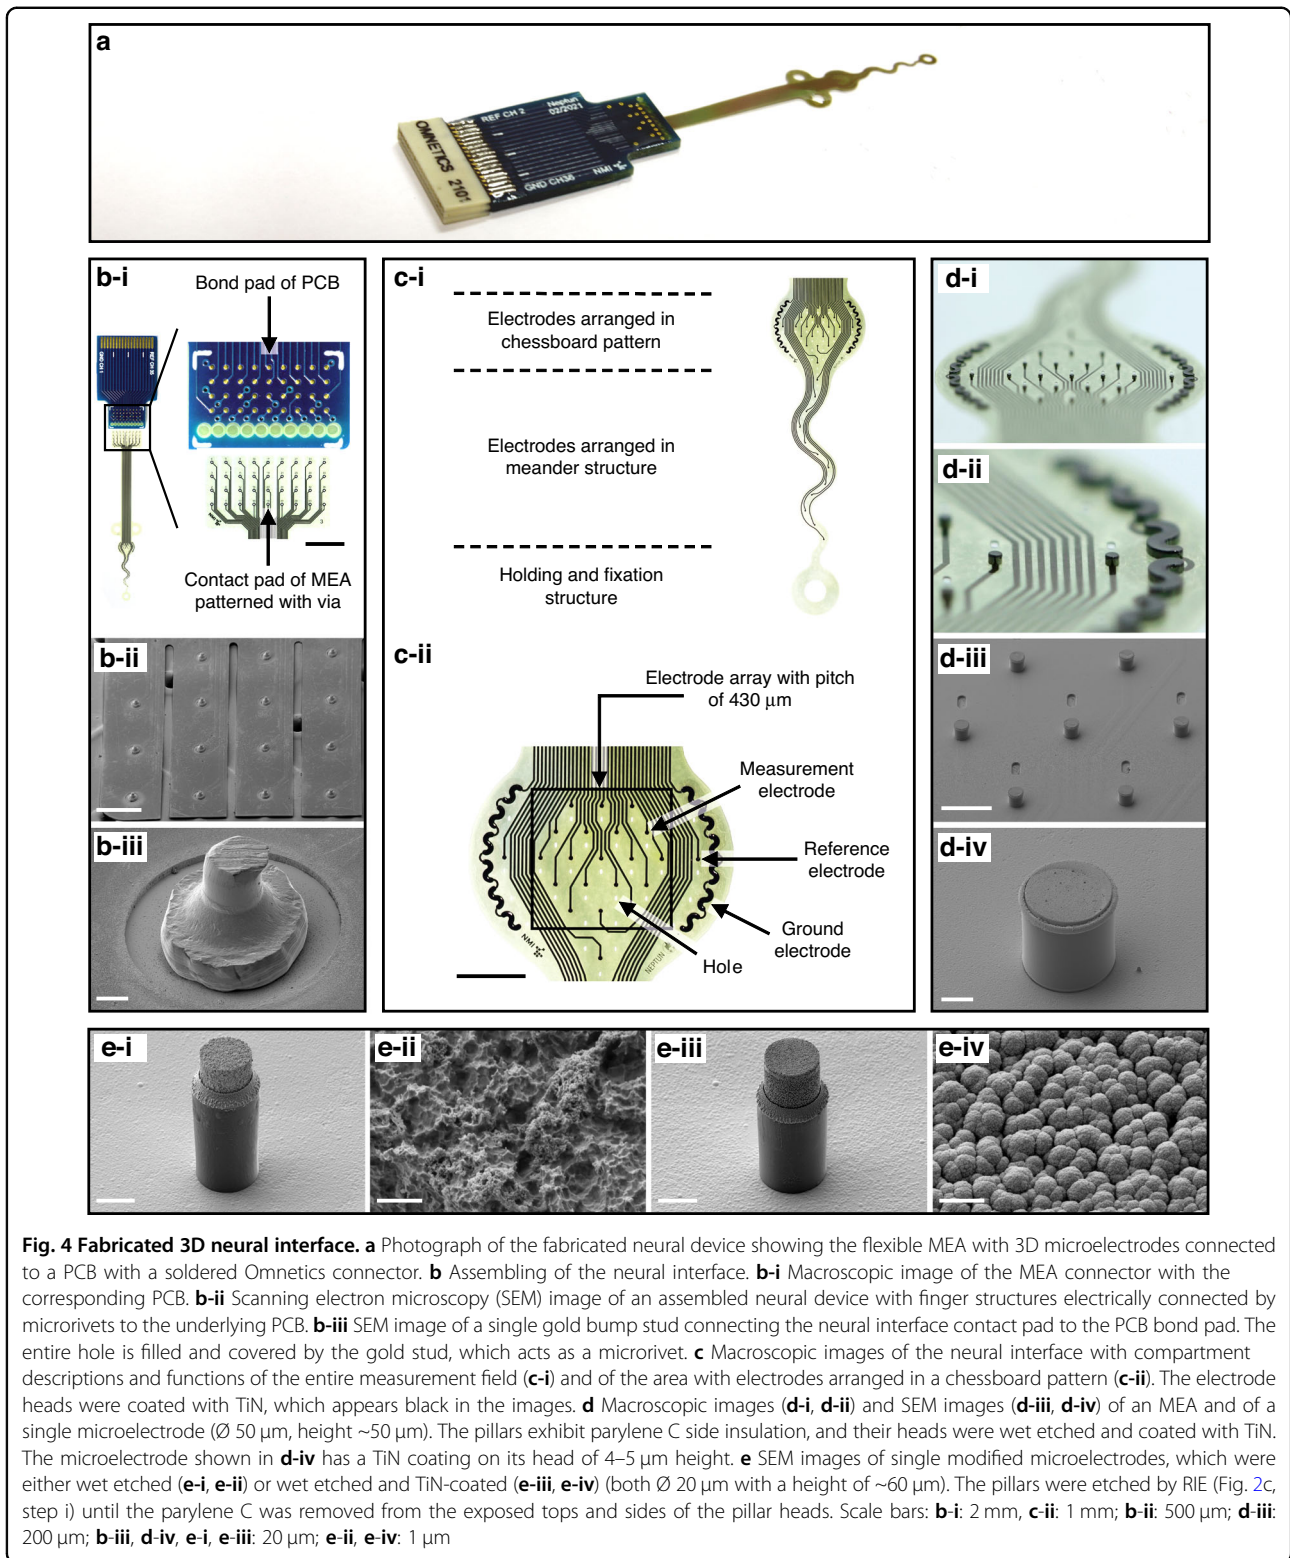 a
OMNETICS 2101
REF CH 2
Neptun
02/2021
GND CH36
NMI
b-i
Bond pad of PCB
GND CH 1
REF CH 35
Contact pad of MEA
patterned with via
b-ii
b-iii
c-i
Electrodes arranged in
chessboard pattern
Electrodes arranged in
meander structure
Holding and fixation
structure
c-ii
Electrode array with pitch
of 430 µm
Measurement
electrode
Reference
electrode
Ground
electrode
Hole
NMI
NEPTUN
d-i
d-ii
d-iii
d-iv
e-i
e-ii
e-iii
e-iv
Fig. 4 Fabricated 3D neural interface. a Photograph of the fabricated neural device showing the flexible MEA with 3D microelectrodes connected
to a PCB with a soldered Omnetics connector. b Assembling of the neural interface. b-i Macroscopic image of the MEA connector with the
corresponding PCB. b-ii Scanning electron microscopy (SEM) image of an assembled neural device with finger structures electrically connected by
microrivets to the underlying PCB. b-iii SEM image of a single gold bump stud connecting the neural interface contact pad to the PCB bond pad. The
entire hole is filled and covered by the gold stud, which acts as a microrivet. c Macroscopic images of the neural interface with compartment
descriptions and functions of the entire measurement field (c-i) and of the area with electrodes arranged in a chessboard pattern (c-ii). The electrode
heads were coated with TiN, which appears black in the images. d Macroscopic images (d-i, d-ii) and SEM images (d-iii, d-iv) of an MEA and of a
single microelectrode (Ø 50 µm, height ~50 µm). The pillars exhibit parylene C side insulation, and their heads were wet etched and coated with TiN.
The microelectrode shown in d-iv has a TiN coating on its head of 4–5 µm height. e SEM images of single modified microelectrodes, which were
either wet etched (e-i, e-ii) or wet etched and TiN-coated (e-iii, e-iv) (both Ø 20 µm with a height of ~60 µm). The pillars were etched by RIE (Fig. 2c,
step i) until the parylene C was removed from the exposed tops and sides of the pillar heads. Scale bars: b-i: 2 mm, c-ii: 1 mm; b-ii: 500 µm; d-iii:
200 µm; b-iii, d-iv, e-i, e-iii: 20 µm; e-ii, e-iv: 1 µm